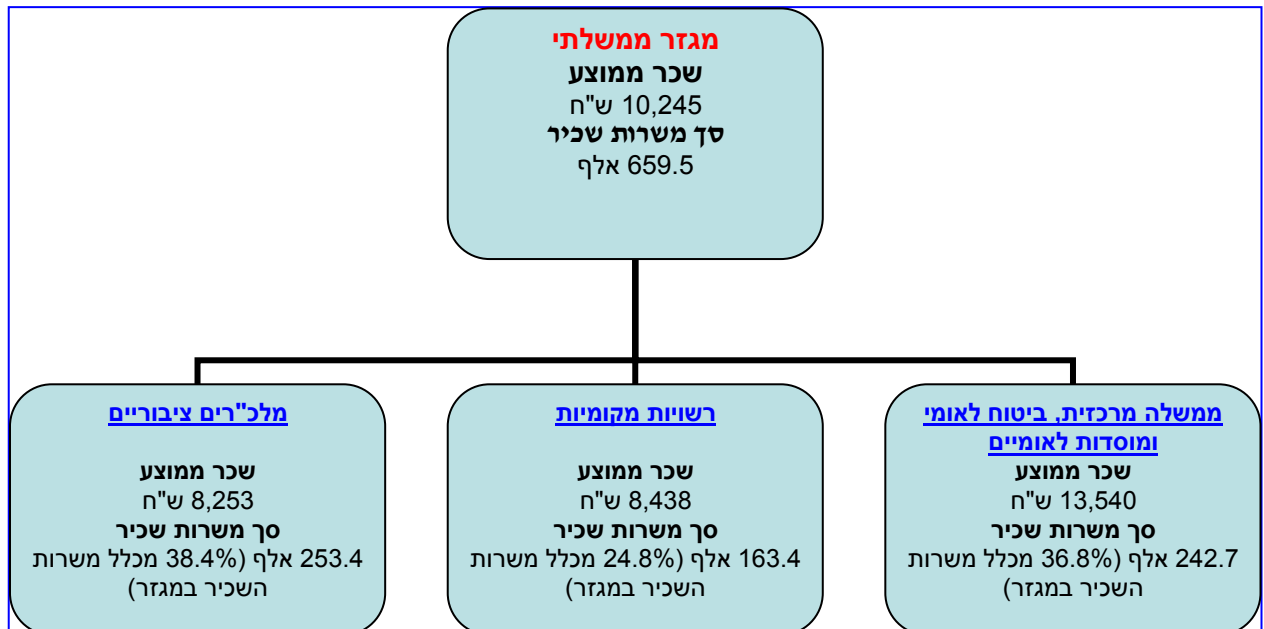 מגזר ממשלתי
שכר ממוצע
10,245 ש"ח
סך משרות שכיר
659.5 אלף
ממשלה מרכזית, ביטוח לאומי
ומוסדות לאומיים
שכר ממוצע
13,540 ש"ח
סך משרות שכיר
242.7 אלף (36.8% מכלל משרות
השכיר במגזר)
רשויות מקומיות
שכר ממוצע
8,438 ש"ח
סך משרות שכיר
163.4 אלף (24.8% מכלל משרות
השכיר במגזר)
מלכ"רים ציבוריים
שכר ממוצע
8,253 ש"ח
סך משרות שכיר
253.4 אלף (38.4% מכלל משרות
השכיר במגזר)